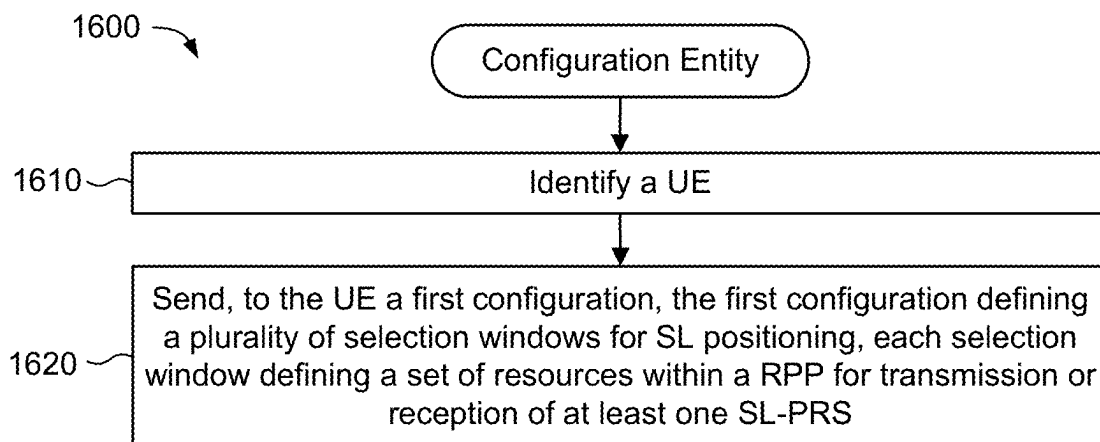 1600
Configuration Entity
1610
Identify a UE
1620
Send, to the UE a first configuration, the first configuration defining
a plurality of selection windows for SL positioning, each selection
window defining a set of resources within a RPP for transmission or
reception of at least one SL-PRS